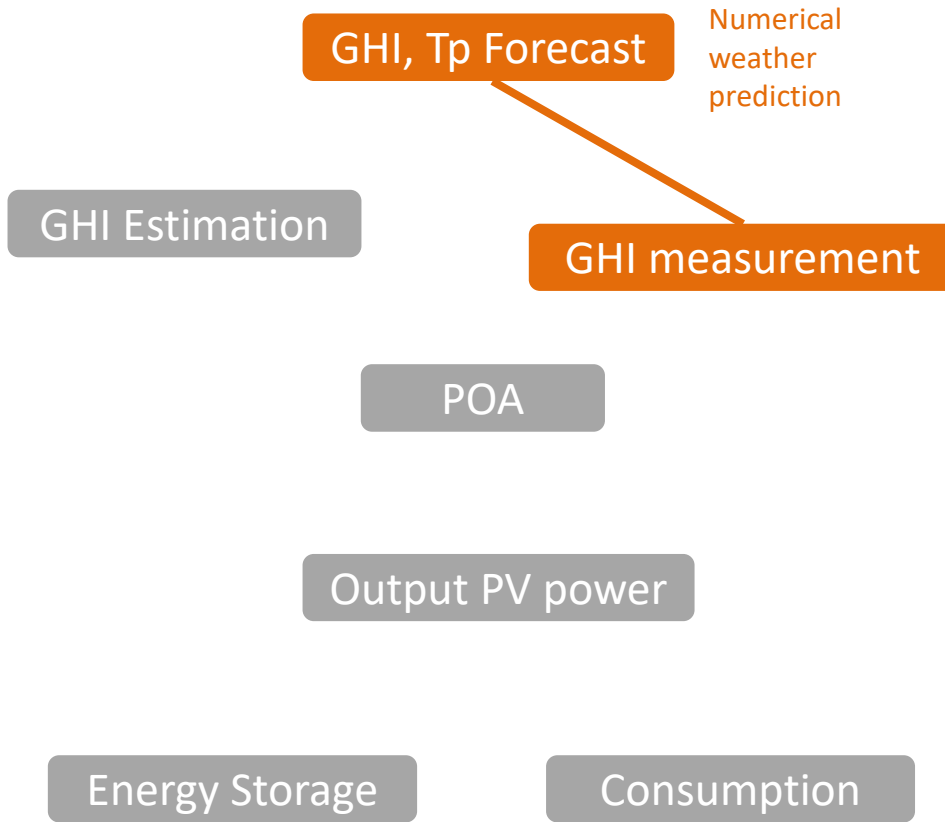 GHI, Tp Forecast
Numerical
weather
prediction
GHI Estimation
GHI measurement
POA
Output PV power
Energy Storage
Consumption